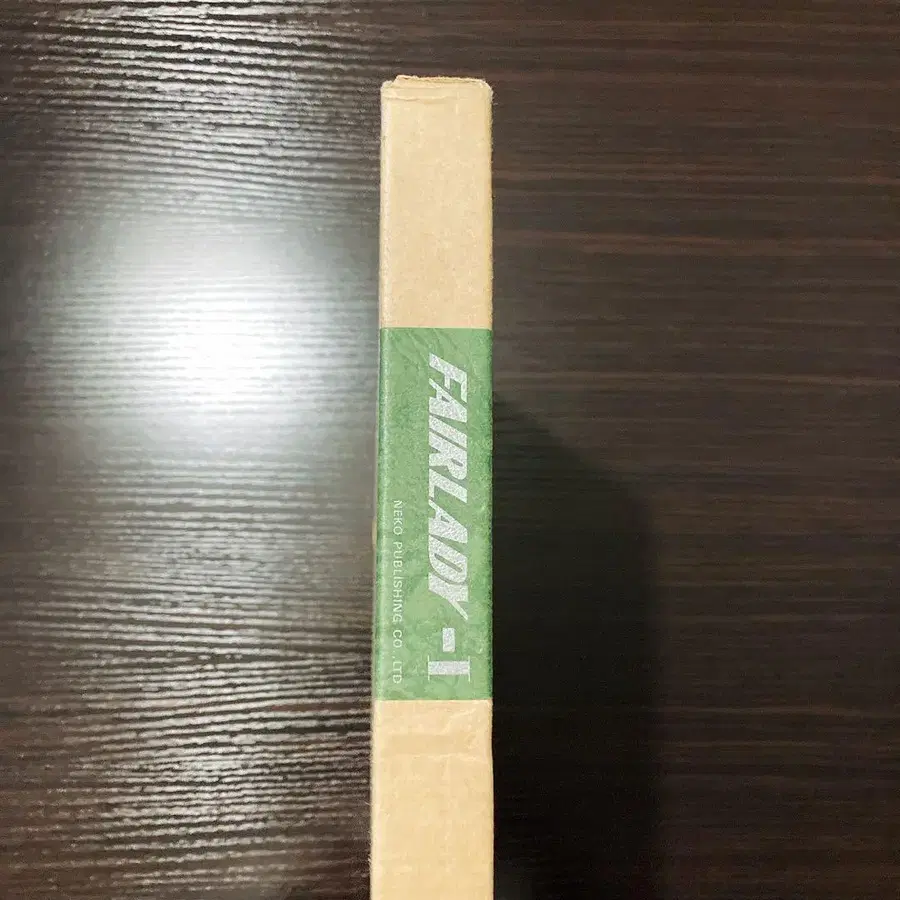 FAIRLADY-I
NEKO PUBLISHING CO.,LTD